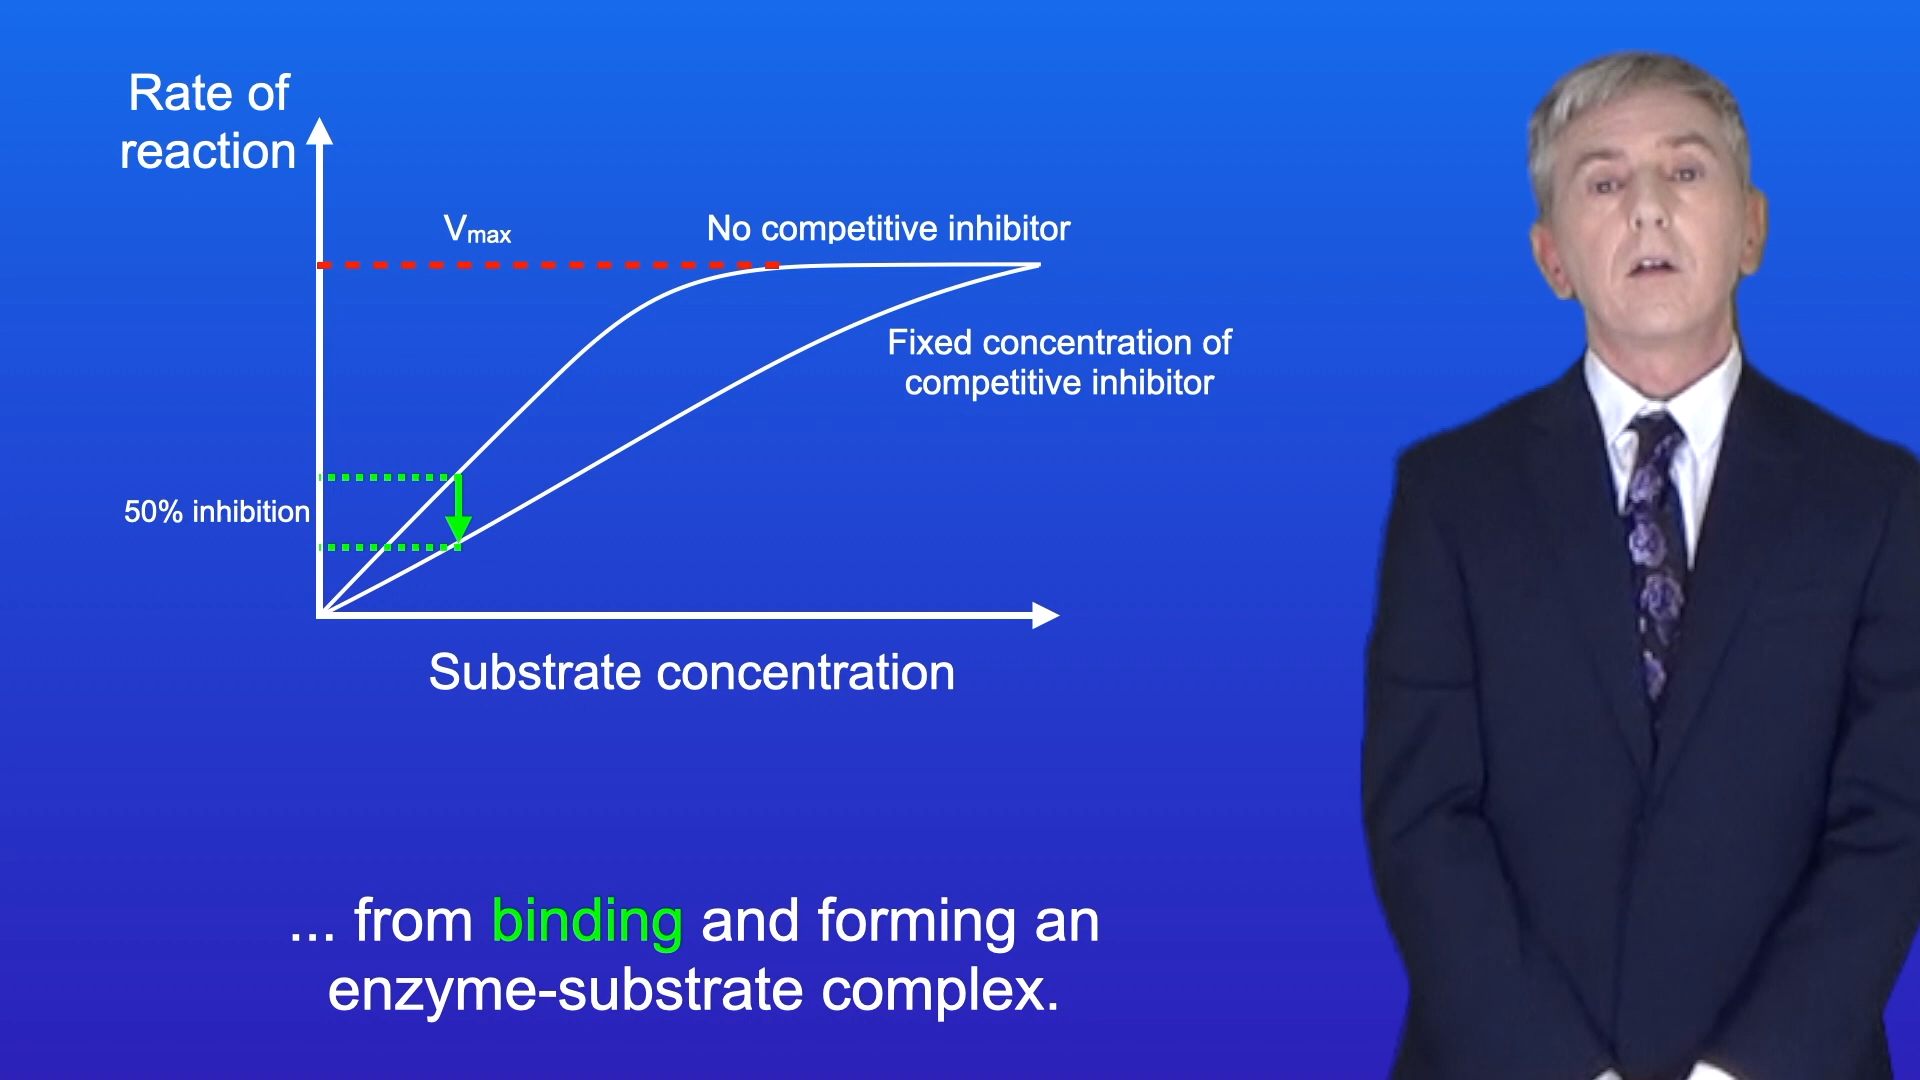 Rate of
reaction
Vmax
No competitive inhibitor
Fixed concentration of
competitive inhibitor
50% inhibition
Substrate concentration
... from binding and forming an
enzyme-substrate complex.